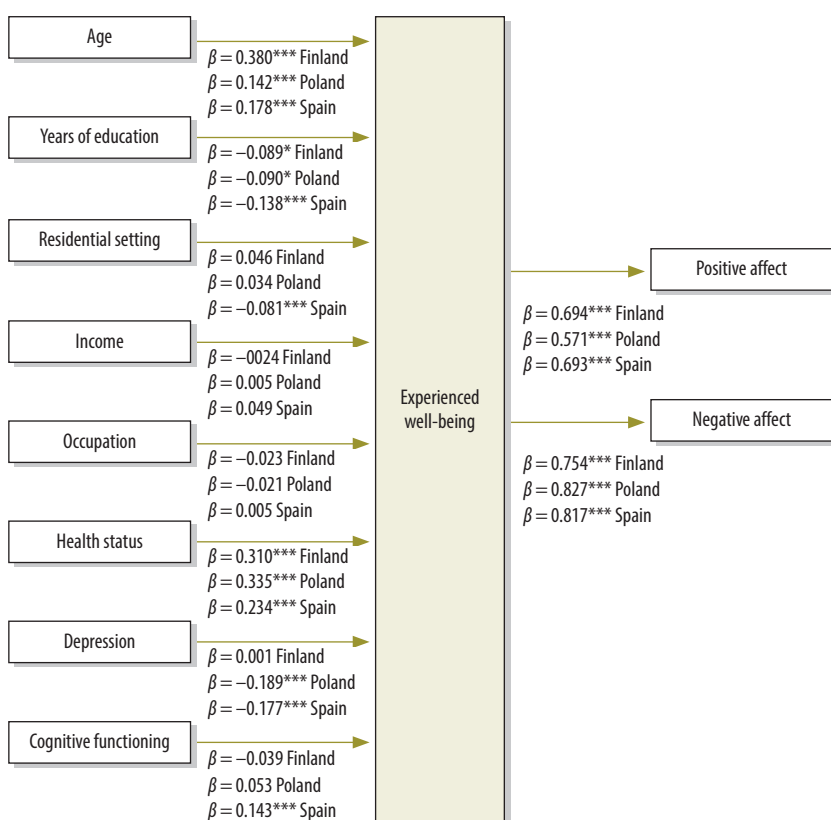 Age
β = 0.380*** Finland
β = 0.142*** Poland
β = 0.178*** Spain
Years of education
β = –0.089* Finland
β = –0.090* Poland
β = –0.138*** Spain
Residential setting
β = 0.046 Finland
β = 0.034 Poland
β = –0.081*** Spain
Income
β = –0024 Finland
β = 0.005 Poland
β = 0.049 Spain
Occupation
β = –0.023 Finland
β = –0.021 Poland
β = 0.005 Spain
Health status
β = 0.310*** Finland
β = 0.335*** Poland
β = 0.234*** Spain
Depression
β = 0.001 Finland
β = –0.189*** Poland
β = –0.177*** Spain
Cognitive functioning
β = –0.039 Finland
β = 0.053 Poland
β = 0.143*** Spain
Experienced
well-being
Positive affect
β = 0.694*** Finland
β = 0.571*** Poland
β = 0.693*** Spain
Negative affect
β = 0.754*** Finland
β = 0.827*** Poland
β = 0.817*** Spain